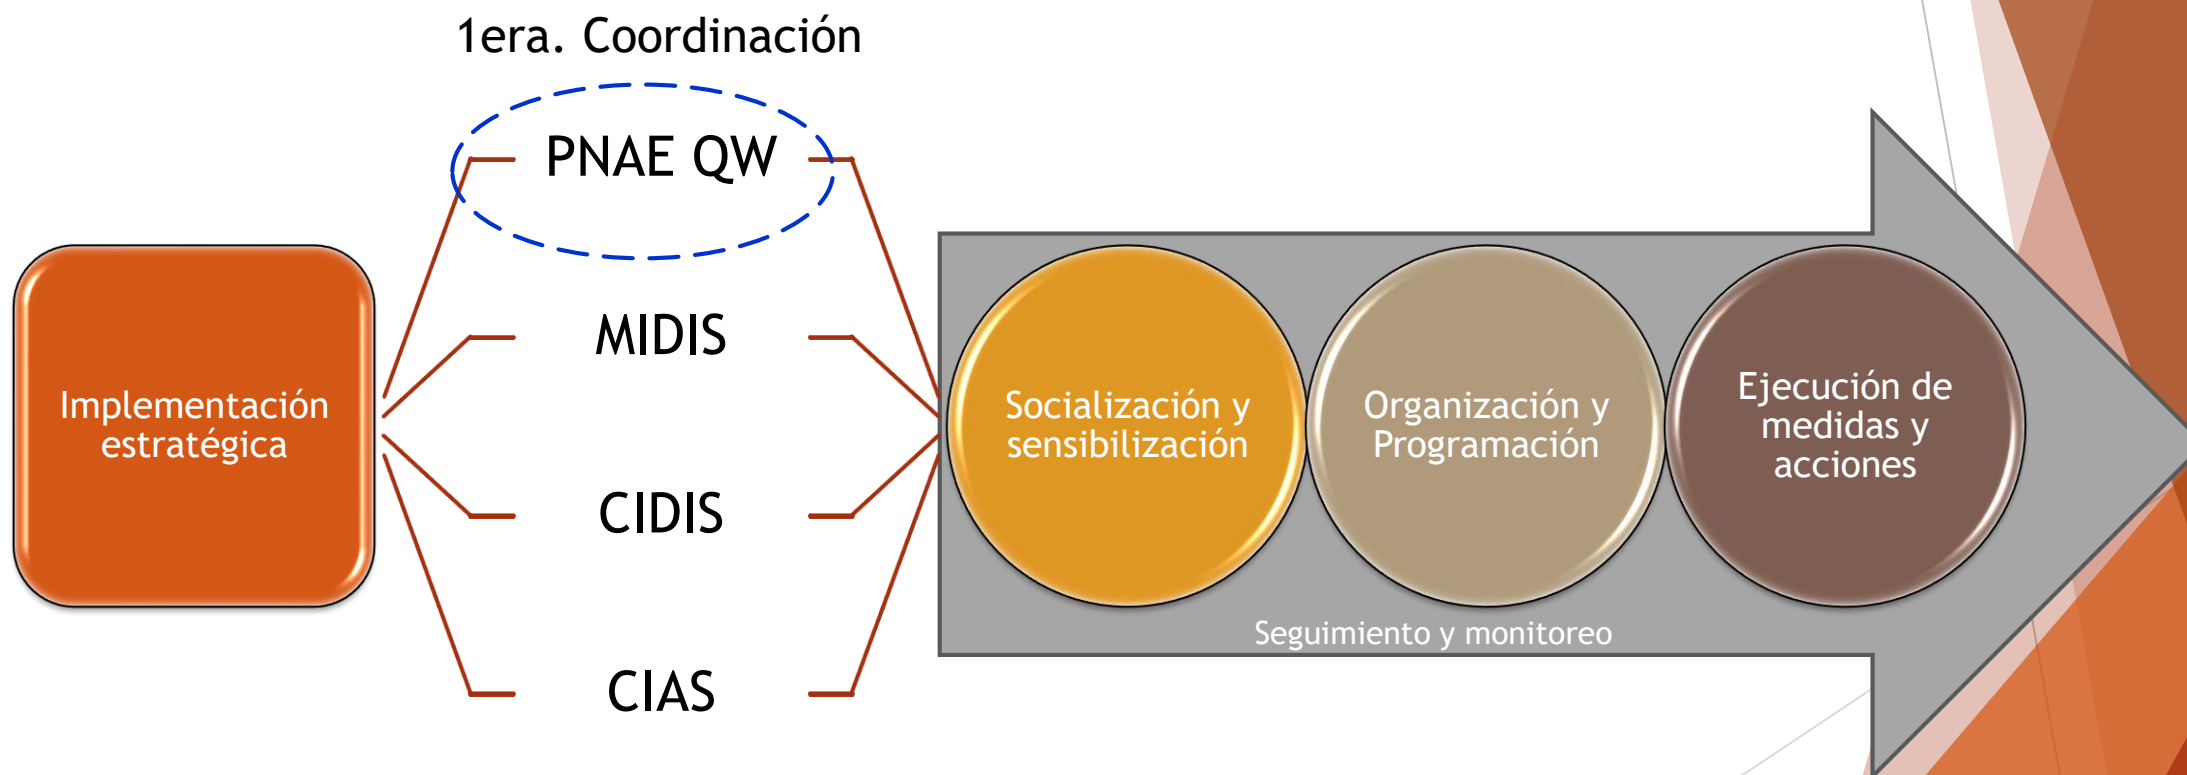 1era. Coordinación
PNAE QW
MIDIS
CIDIS
CIAS
Implementación
estratégica
Socialización y
sensibilización
Organización y
Programación
Ejecución de
medidas y
acciones
Seguimiento y monitoreo